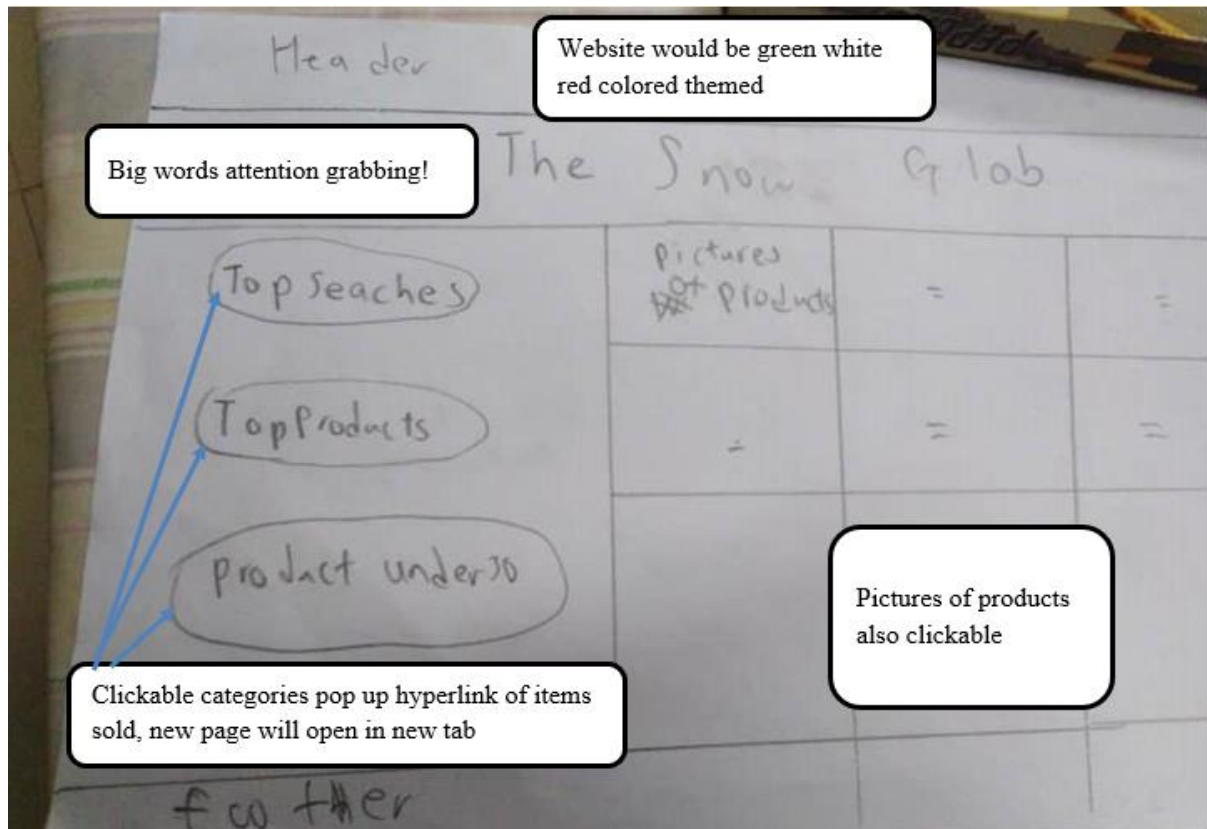 Header
Website would be green white
red colored themed
Big words attention grabbing!
The Snow Glob
Top Seaches
pictures
of products
=
=
Top Products
=
=
=
product under 30
Pictures of products
also clickable
Clickable categories pop up hyperlink of items
sold, new page will open in new tab